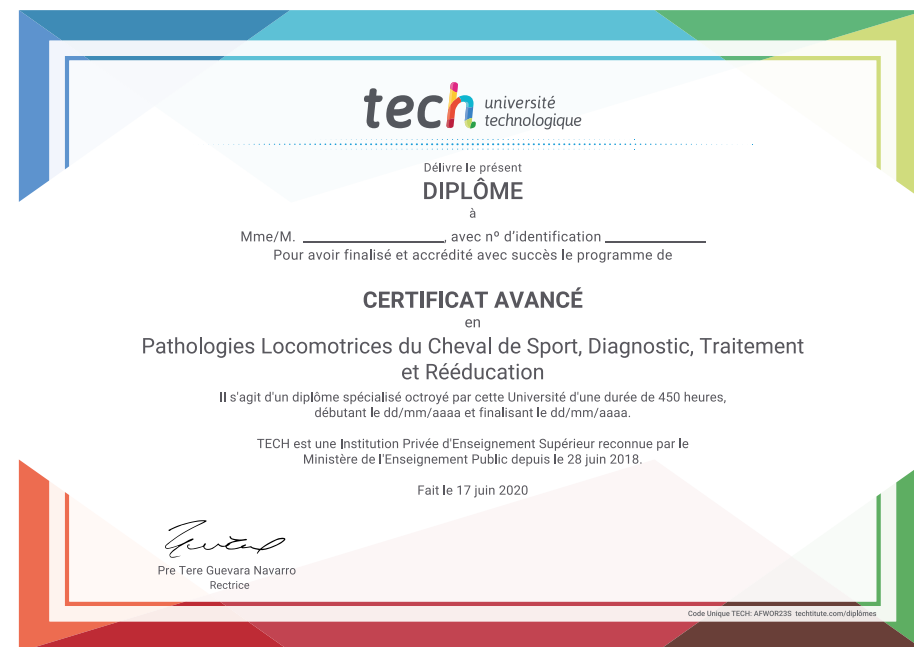 tech université
technologique
Délivre le présent
DIPLÔME
à
Mme/M. ____________, avec nº d'identification ____________
Pour avoir finalisé et accrédité avec succès le programme de
CERTIFICAT AVANCÉ
en
Pathologies Locomotrices du Cheval de Sport, Diagnostic, Traitement
et Rééducation
Il s'agit d'un diplôme spécialisé octroyé par cette Université d'une durée de 450 heures,
débutant le dd/mm/aaaa et finalisant le dd/mm/aaaa.
TECH est une Institution Privée d'Enseignement Supérieur reconnue par le
Ministère de l'Enseignement Public depuis le 28 juin 2018.
Fait le 17 juin 2020
Pre Tere Guevara Navarro
Rectrice
Code Unique TECH: AFWOR23S techtitute.com/diplômes